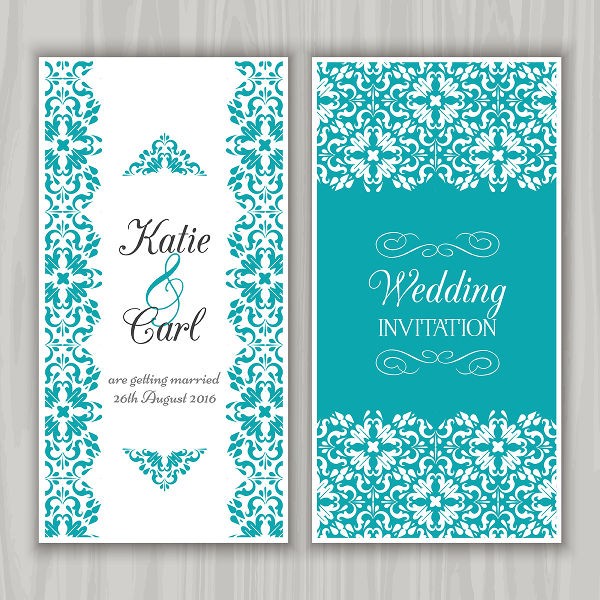 Katie
&
Carl
are getting married
26th August 2016
Wedding
INVITATION